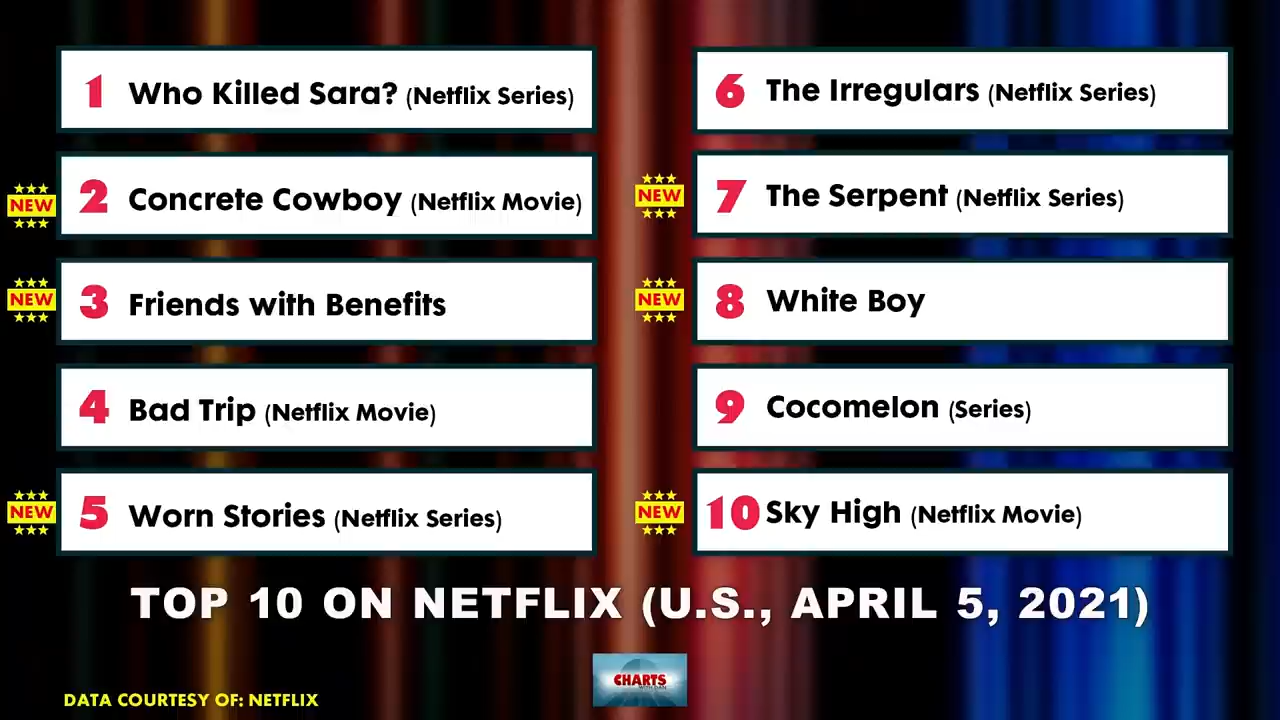 1 Who Killed Sara? (Netflix Series)
NEW 2 Concrete Cowboy (Netflix Movie)
NEW 3 Friends with Benefits
4 Bad Trip (Netflix Movie)
NEW 5 Worn Stories (Netflix Series)
6 The Irregulars (Netflix Series)
NEW 7 The Serpent (Netflix Series)
NEW 8 White Boy
9 Cocomelon (Series)
NEW 10 Sky High (Netflix Movie)
TOP 10 ON NETFLIX (U.S., APRIL 5, 2021)
CHARTS
WITH DAN
DATA COURTESY OF: NETFLIX